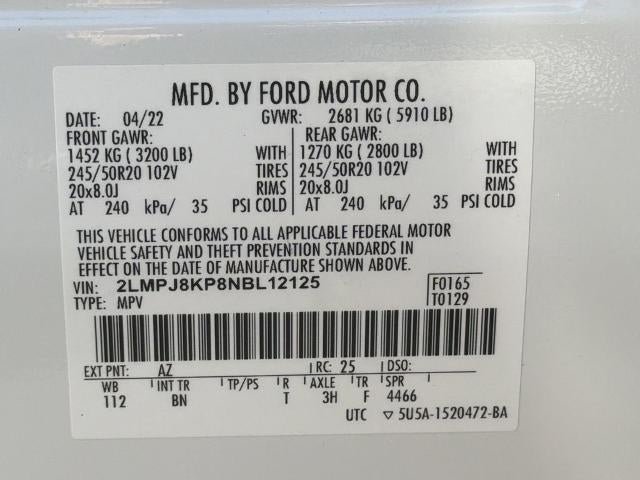 MFD. BY FORD MOTOR CO.
DATE: 04/22 GVWR: 2681 KG ( 5910 LB)
FRONT GAWR: REAR GAWR:
1452 KG ( 3200 LB) WITH 1270 KG ( 2800 LB) WITH
245/50R20 102V TIRES 245/50R20 102V TIRES
20x8.0J RIMS 20x8.0J RIMS
AT 240 kPa/ 35 PSI COLD AT 240 kPa/ 35 PSI COLD
THIS VEHICLE CONFORMS TO ALL APPLICABLE FEDERAL MOTOR
VEHICLE SAFETY AND THEFT PREVENTION STANDARDS IN
EFFECT ON THE DATE OF MANUFACTURE SHOWN ABOVE.
VIN: 2LMPJ8KP8NBL12125 F0165
TYPE: MPV T0129
EXT PNT: AZ RC: 25 DSO:
WB INT TR TP/PS R AXLE TR SPR
112 BN T 3H F 4466
UTC ▽ 5U5A-1520472-BA